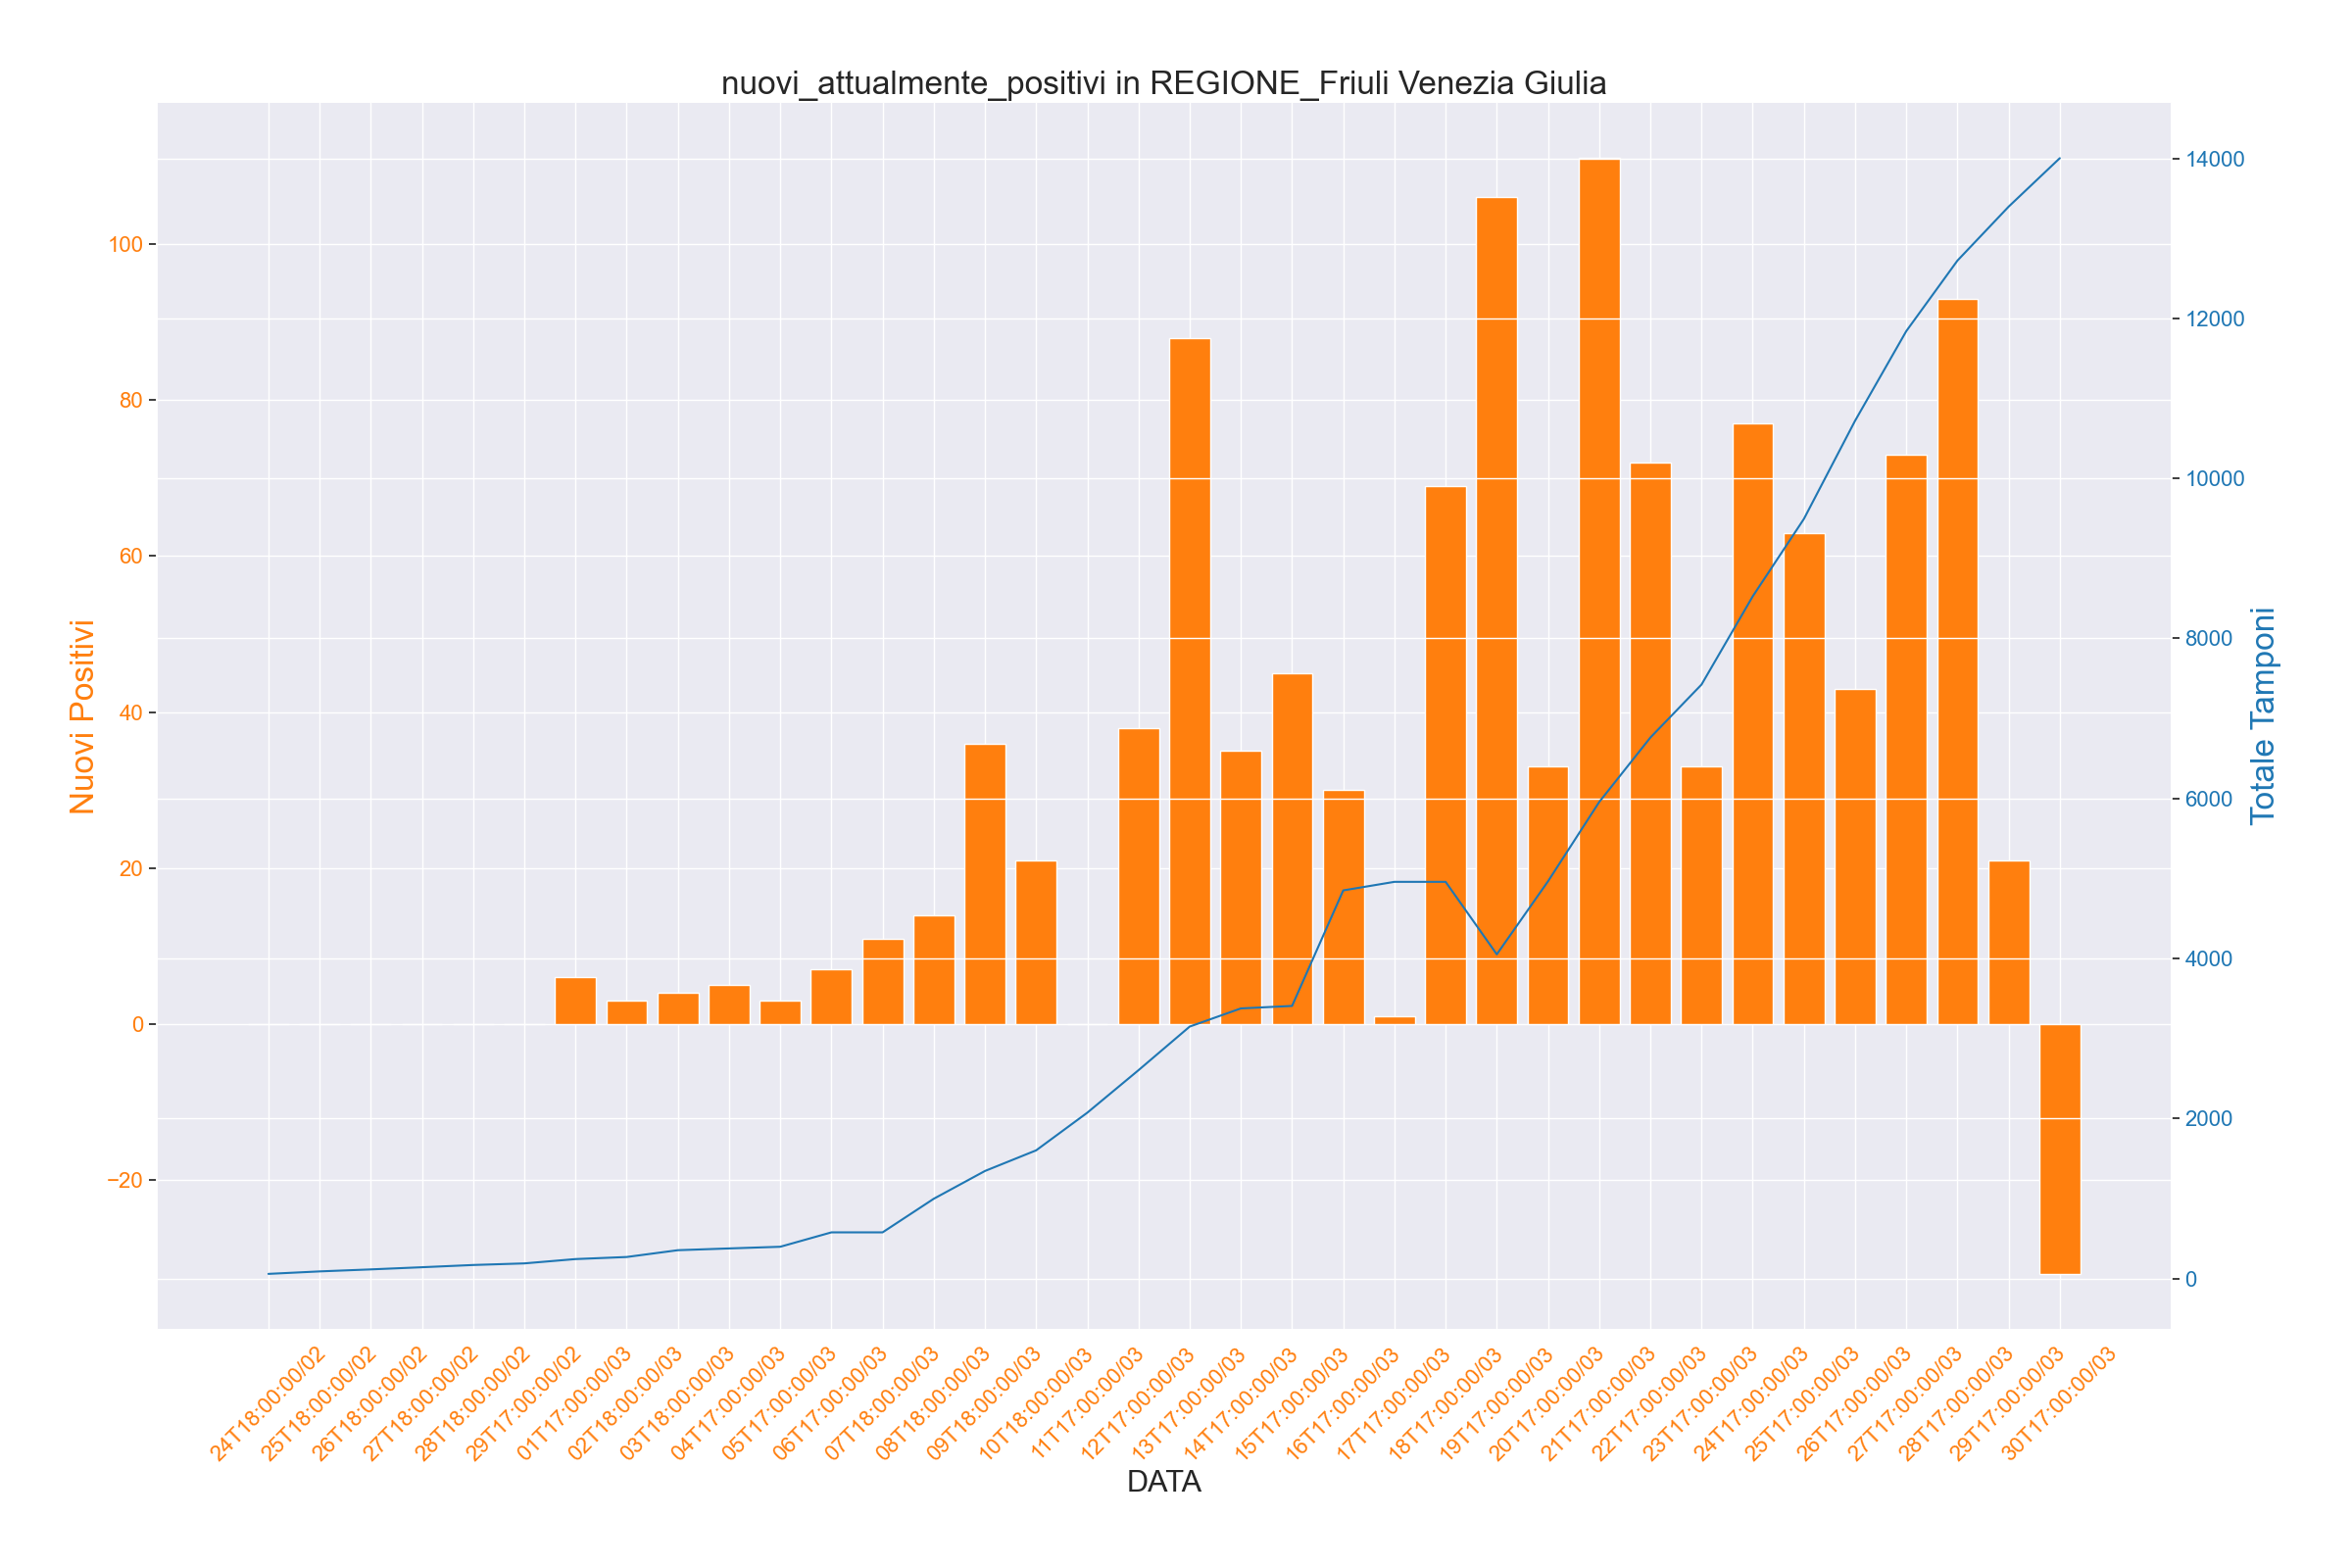 nuovi_attualmente_positivi in REGIONE_Friuli Venezia Giulia
Nuovi Positivi
100
80
60
40
20
0
−20
14000
12000
10000
8000
6000
4000
2000
0
Totale Tamponi
24T18:00:00/02
25T18:00:00/02
26T18:00:00/02
27T18:00:00/02
28T18:00:00/02
29T17:00:00/02
01T17:00:00/03
02T18:00:00/03
03T18:00:00/03
04T17:00:00/03
05T17:00:00/03
06T17:00:00/03
07T18:00:00/03
08T18:00:00/03
09T18:00:00/03
10T18:00:00/03
11T17:00:00/03
12T17:00:00/03
13T17:00:00/03
14T17:00:00/03
15T17:00:00/03
16T17:00:00/03
17T17:00:00/03
18T17:00:00/03
19T17:00:00/03
20T17:00:00/03
21T17:00:00/03
22T17:00:00/03
23T17:00:00/03
24T17:00:00/03
25T17:00:00/03
26T17:00:00/03
27T17:00:00/03
28T17:00:00/03
29T17:00:00/03
30T17:00:00/03
DATA